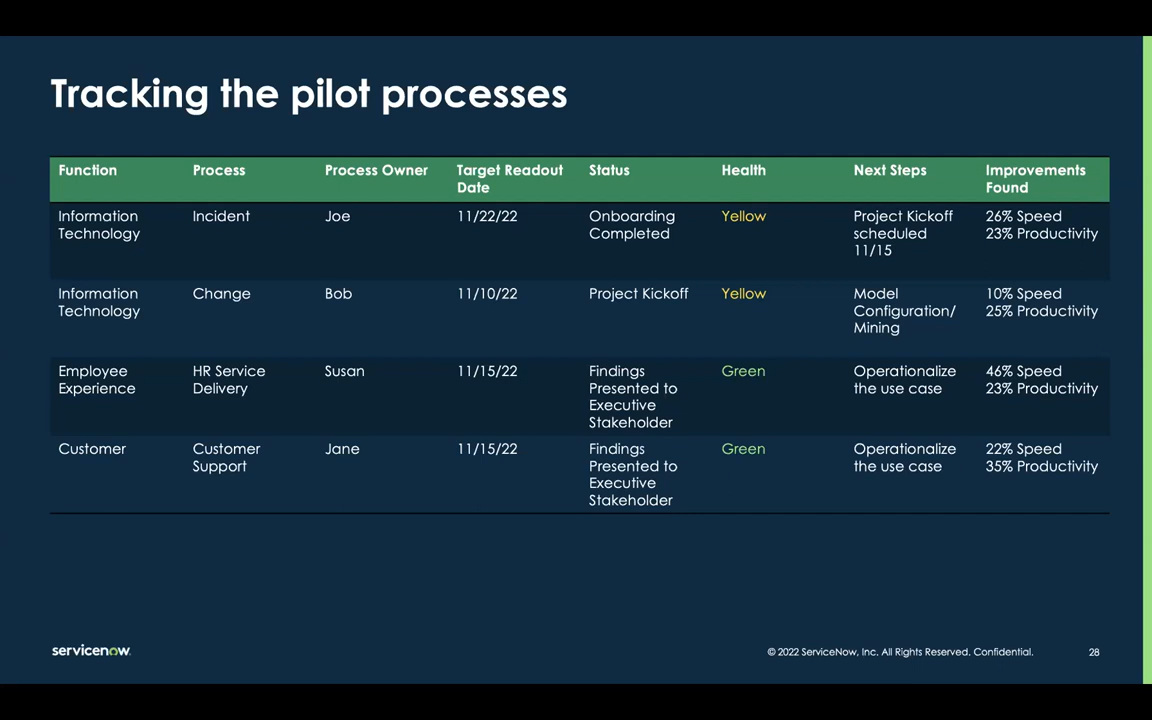 Tracking the pilot processes
Function Process Process Owner Target Readout Date Status Health Next Steps Improvements Found
Information Technology Incident Joe 11/22/22 Onboarding Completed Yellow Project Kickoff scheduled 11/15 26% Speed 23% Productivity
Information Technology Change Bob 11/10/22 Project Kickoff Yellow Model Configuration/ Mining 10% Speed 25% Productivity
Employee Experience HR Service Delivery Susan 11/15/22 Findings Presented to Executive Stakeholder Green Operationalize the use case 46% Speed 23% Productivity
Customer Customer Support Jane 11/15/22 Findings Presented to Executive Stakeholder Green Operationalize the use case 22% Speed 35% Productivity
servicenow.
© 2022 ServiceNow, Inc. All Rights Reserved. Confidential. 28